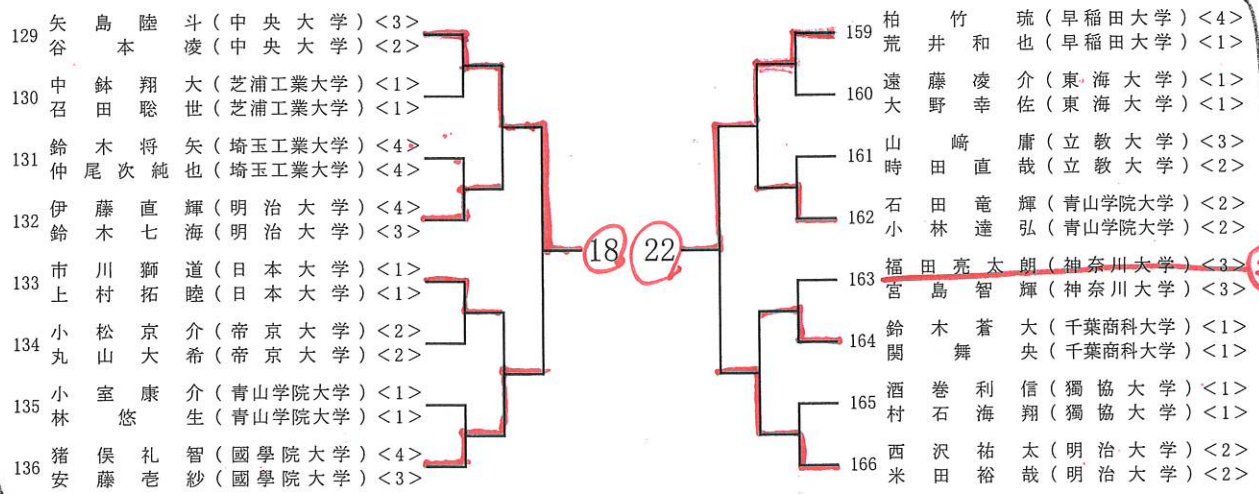 129 矢島陸斗(中央大学)<3>
谷本凌(中央大学)<2>
130 中鉢翔大(芝浦工業大学)<1>
召田聡世(芝浦工業大学)<1>
131 鈴木将矢(埼玉工業大学)<4>
仲尾次純也(埼玉工業大学)<4>
132 伊藤直輝(明治大学)<4>
鈴木七海(明治大学)<3>
133 市川獅道(日本大学)<1>
上村拓睦(日本大学)<1>
134 小松京介(帝京大学)<2>
丸山大希(帝京大学)<2>
135 小室康介(青山学院大学)<1>
林悠生(青山学院大学)<1>
136 猪俣礼智(國學院大学)<4>
安藤壱紗(國學院大学)<3>
18
22
159 柏竹琉(早稲田大学)<4>
荒井和也(早稲田大学)<1>
160 遠藤凌介(東海大学)<1>
大野幸佐(東海大学)<1>
161 山﨑庸(立教大学)<3>
時田直哉(立教大学)<2>
162 石田竜輝(青山学院大学)<2>
小林達弘(青山学院大学)<2>
163 福田亮太朗(神奈川大学)<3>
宮島智輝(神奈川大学)<3>
164 鈴木蒼大(千葉商科大学)<1>
関舞央(千葉商科大学)<1>
165 酒巻利信(獨協大学)<1>
村石海翔(獨協大学)<1>
166 西沢祐太(明治大学)<2>
米田裕哉(明治大学)<2>